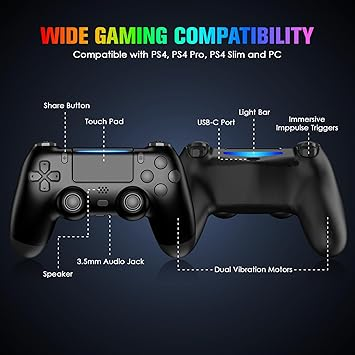 WIDE GAMING COMPATIBILITY
Compatible with PS4, PS4 Pro, PS4 Slim and PC
Share Button
Touch Pad
USB-C Port
Light Bar
Immersive
Imppulse Triggers
Speaker
3.5mm Audio Jack
Dual Vibration Motors